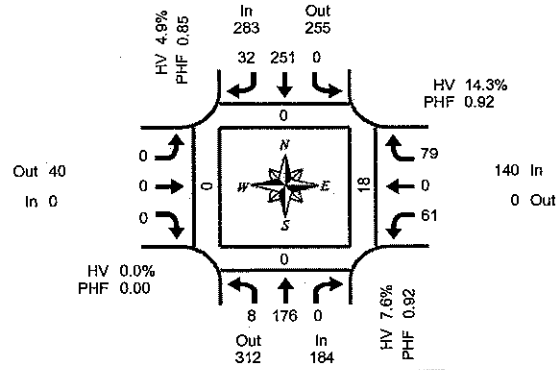 In Out
283 255
32 251 0
HV 4.9%
PHF 0.85
HV 14.3%
PHF 0.92
0
N
W E
S
0
18
0
Out 40
In 0
0
0
0
79
0
61
140 In
0 Out
HV 0.0%
PHF 0.00
8 176 0
Out In
312 184
HV 7.6%
PHF 0.92